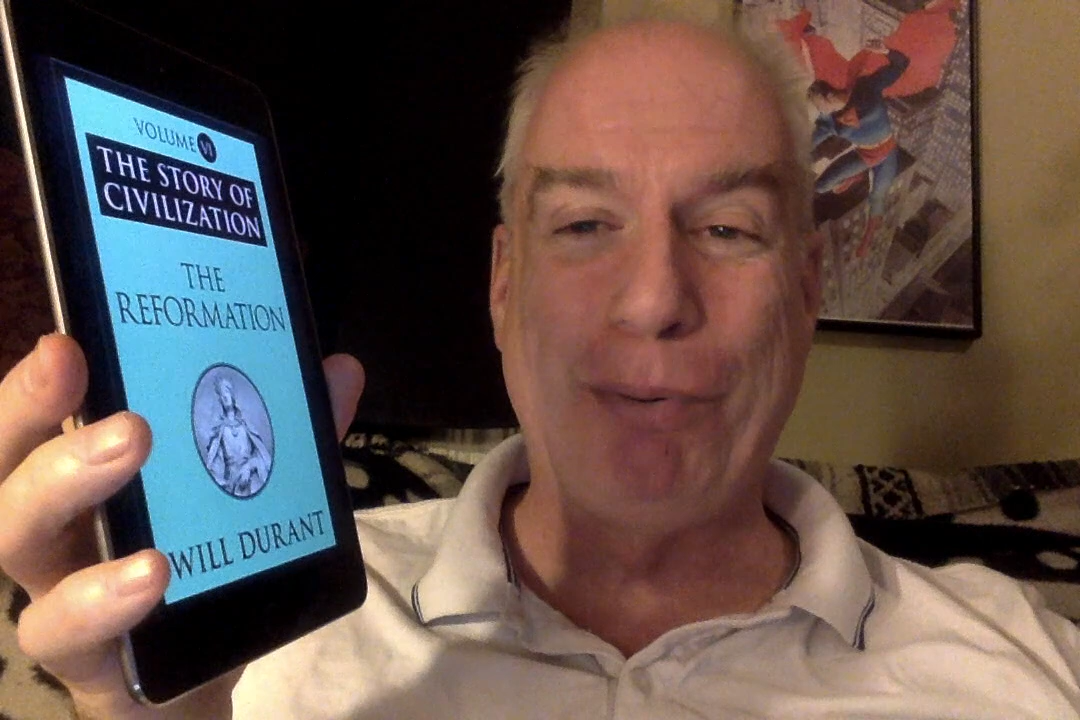 VOLUME VI
THE STORY OF
CIVILIZATION
THE
REFORMATION
WILL DURANT